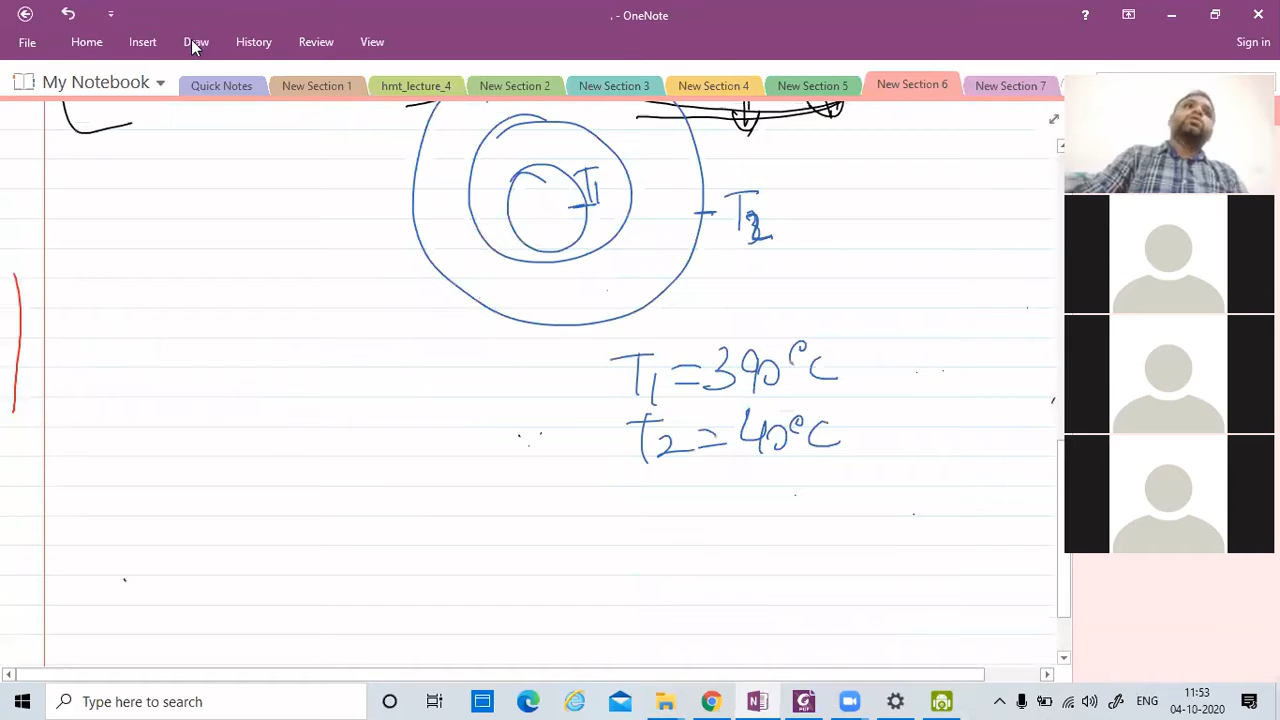 . - OneNote
File Home Insert Draw History Review View Sign in
My Notebook Quick Notes New Section 1 hmt_lecture_4 New Section 2 New Section 3 New Section 4 New Section 5 New Section 6 New Section 7
T1
T2
T1 = 390°C
T2 = 40°C
Type here to search
ENG
11:53
04-10-2020